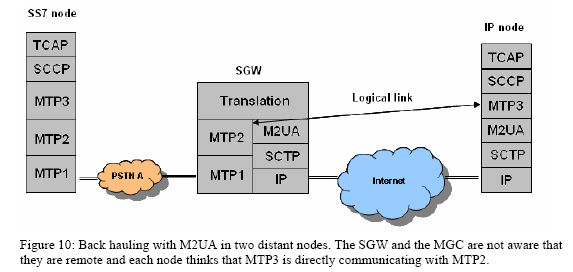 SS7 node
TCAP
SCCP
MTP3
MTP2
MTP1
PSTN A
SGW
Translation
MTP2
M2UA
SCTP
MTP1
IP
Logical link
Internet
IP node
TCAP
SCCP
MTP3
M2UA
SCTP
IP
Figure 10: Back hauling with M2UA in two distant nodes. The SGW and the MGC are not aware that
they are remote and each node thinks that MTP3 is directly communicating with MTP2.